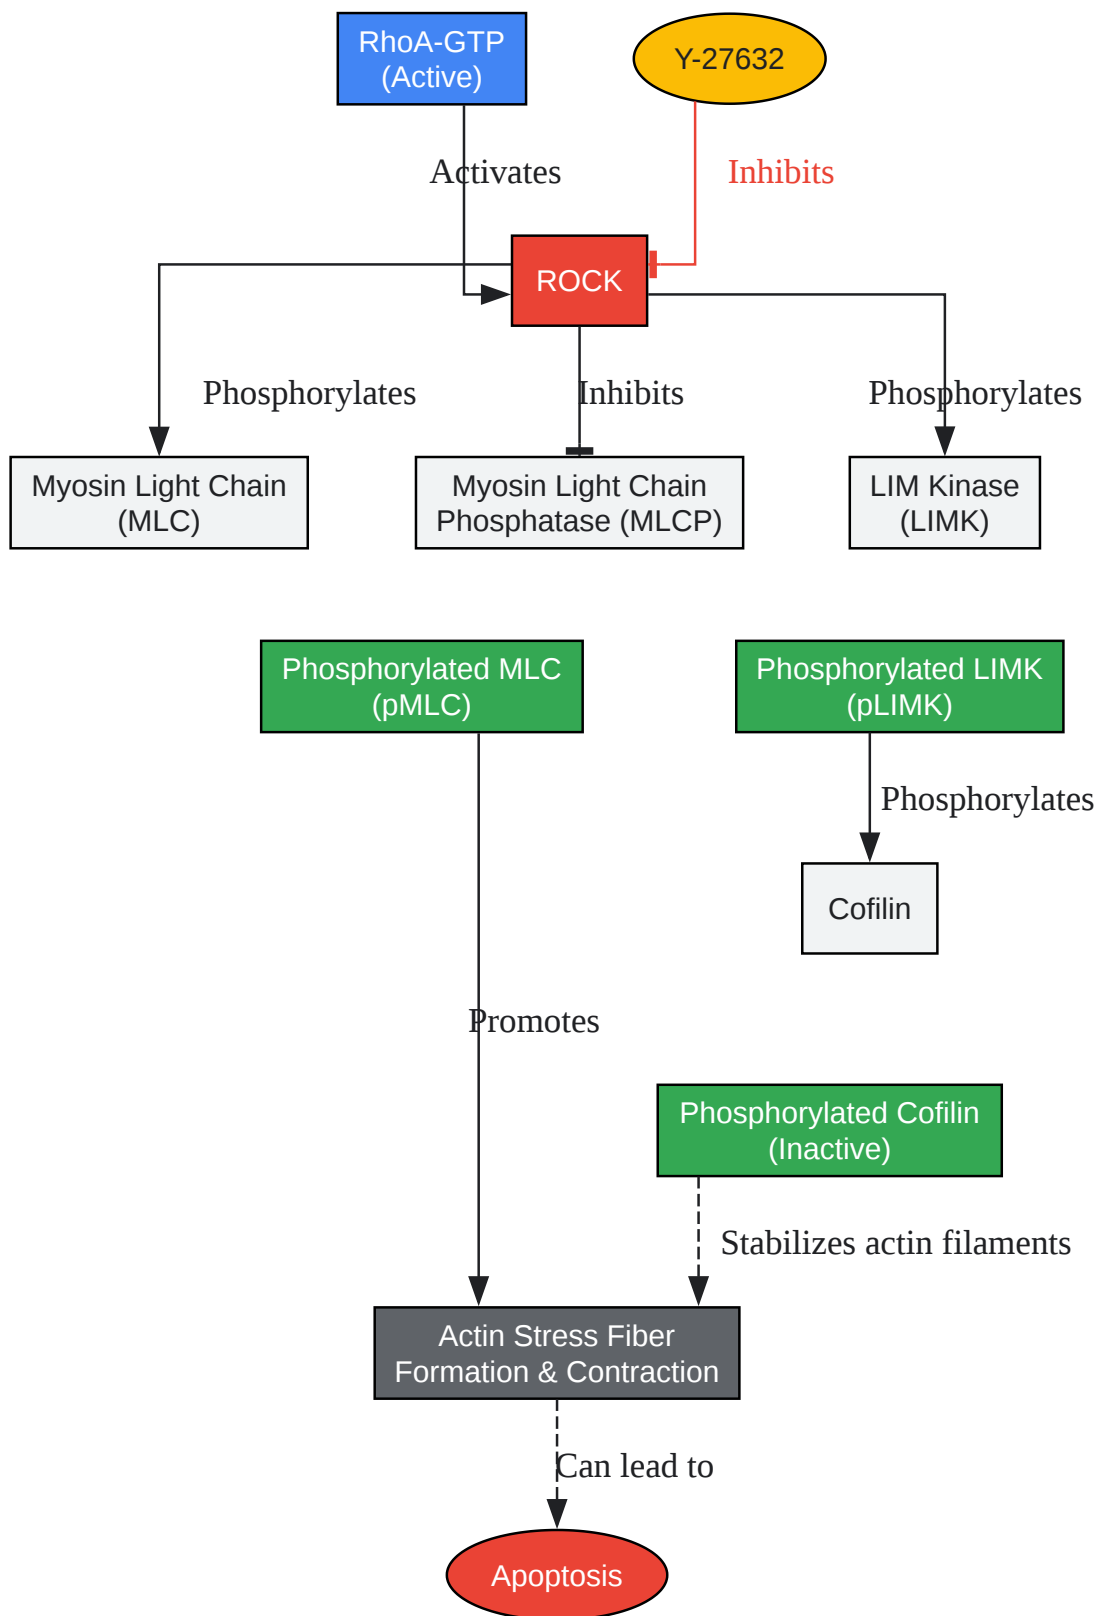 RhoA-GTP
(Active)
Y-27632
Activates
Inhibits
ROCK
Phosphorylates
Inhibits
Phosphorylates
Myosin Light Chain
(MLC)
Myosin Light Chain
Phosphatase (MLCP)
LIM Kinase
(LIMK)
Phosphorylated MLC
(pMLC)
Phosphorylated LIMK
(pLIMK)
Phosphorylates
Cofilin
Promotes
Phosphorylated Cofilin
(Inactive)
Stabilizes actin filaments
Actin Stress Fiber
Formation & Contraction
Can lead to
Apoptosis